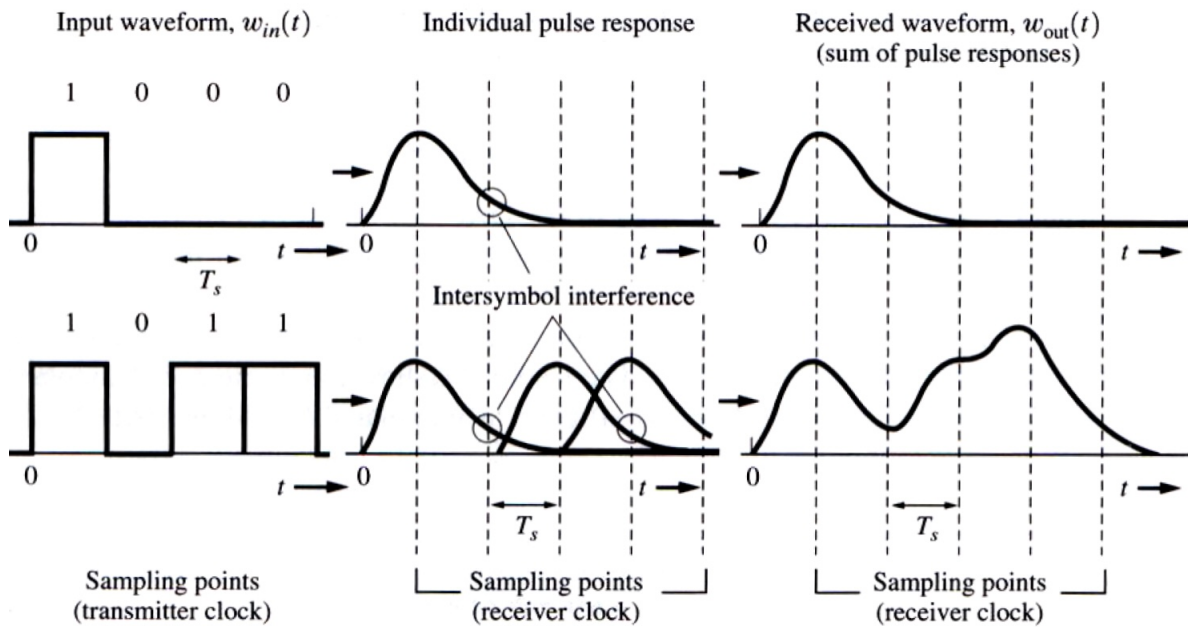 Input waveform, w_in(t)
Individual pulse response
Received waveform, w_out(t)
(sum of pulse responses)
1 0 0 0
0
t
T_s
0
t
0
t
Intersymbol interference
1 0 1 1
0
t
0
T_s
t
0
T_s
t
Sampling points
(transmitter clock)
Sampling points
(receiver clock)
Sampling points
(receiver clock)